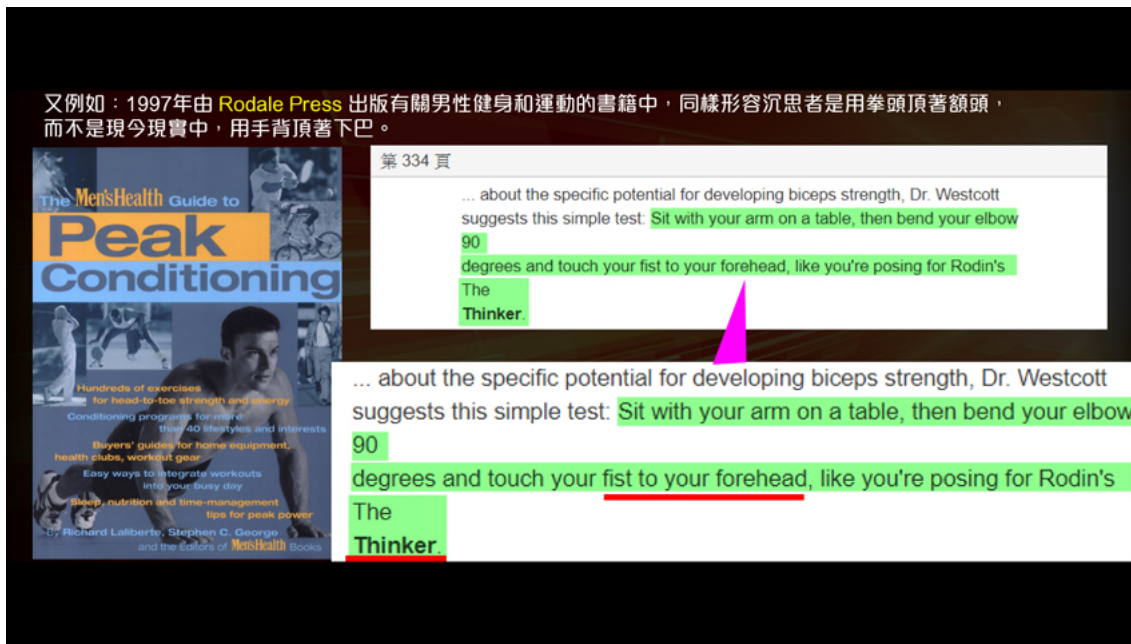 又例如：1997年由 Rodale Press 出版有關男性健身和運動的書籍中，同樣形容沉思者是用拳頭頂著額頭，
而不是現今現實中，用手背頂著下巴。
The Men'sHealth Guide to
Peak
Conditioning
Hundreds of exercises
for head-to-toe strength and energy
Conditioning programs for more
than 40 lifestyles and interests
Buyers' guides for home equipment,
health clubs, workout gear
Easy ways to integrate workouts
into your busy day
Sleep, nutrition and time-management
tips for peak power
By Richard Laliberte, Stephen C. George
and the Editors of Men'sHealth Books
第 334 頁
... about the specific potential for developing biceps strength, Dr. Westcott
suggests this simple test: Sit with your arm on a table, then bend your elbow
90
degrees and touch your fist to your forehead, like you're posing for Rodin's
The
Thinker.
... about the specific potential for developing biceps strength, Dr. Westcott
suggests this simple test: Sit with your arm on a table, then bend your elbow
90
degrees and touch your fist to your forehead, like you're posing for Rodin's
The
Thinker.